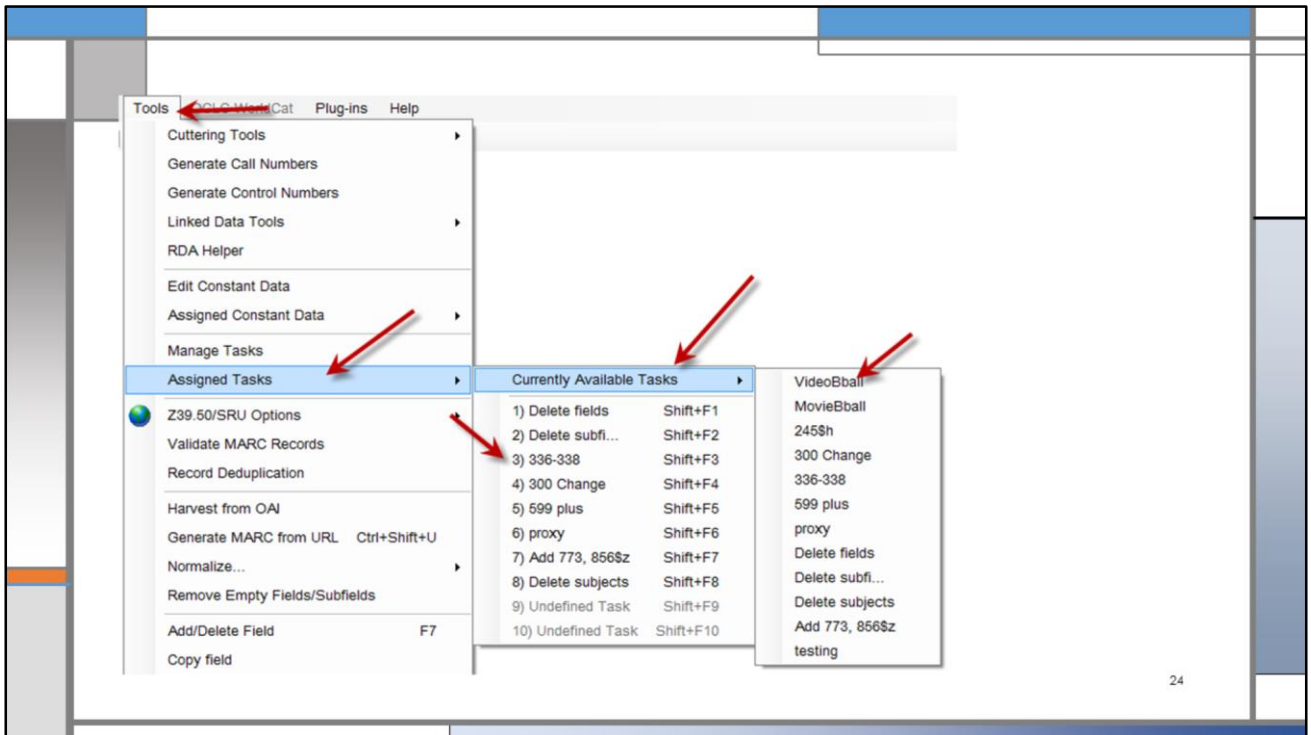 Tools OCLC WorldCat Plug-ins Help
Cuttering Tools
Generate Call Numbers
Generate Control Numbers
Linked Data Tools
RDA Helper
Edit Constant Data
Assigned Constant Data
Manage Tasks
Assigned Tasks
Z39.50/SRU Options
Validate MARC Records
Record Deduplication
Harvest from OAI
Generate MARC from URL Ctrl+Shift+U
Normalize...
Remove Empty Fields/Subfields
Add/Delete Field F7
Copy field
Currently Available Tasks
1) Delete fields Shift+F1
2) Delete subfi... Shift+F2
3) 336-338 Shift+F3
4) 300 Change Shift+F4
5) 599 plus Shift+F5
6) proxy Shift+F6
7) Add 773, 856$z Shift+F7
8) Delete subjects Shift+F8
9) Undefined Task Shift+F9
10) Undefined Task Shift+F10
VideoBball
MovieBball
245$h
300 Change
336-338
599 plus
proxy
Delete fields
Delete subfi...
Delete subjects
Add 773, 856$z
testing
24